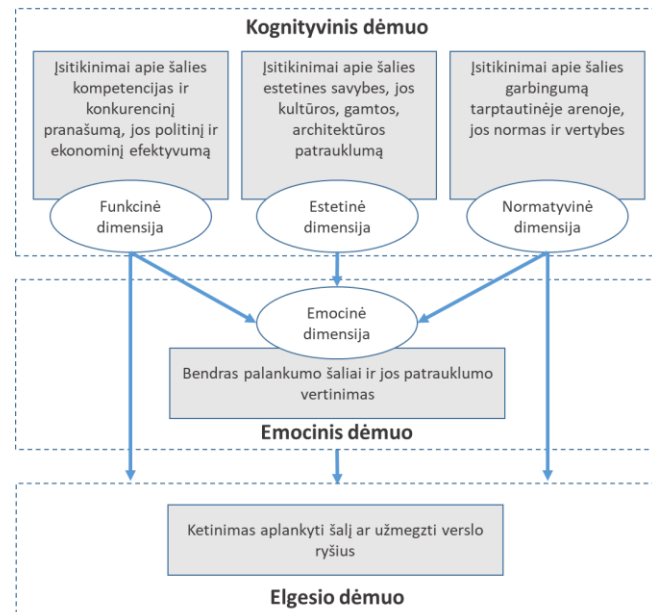 Kognityvinis dėmuo
Įsitikinimai apie šalies
kompetencijas ir
konkurencinį
pranašumą, jos politinį ir
ekonominį efektyvumą
Funkcinė
dimensija
Įsitikinimai apie šalies
estetines savybes, jos
kultūros, gamtos,
architektūros
patrauklumą
Estetinė
dimensija
Įsitikinimai apie šalies
garbingumą
tarptautinėje arenoje,
jos normas ir vertybes
Normatyvinė
dimensija
Emocinė
dimensija
Bendras palankumo šaliai ir jos patrauklumo
vertinimas
Emocinis dėmuo
Ketinimas aplankyti šalį ar užmegzti verslo
ryšius
Elgesio dėmuo